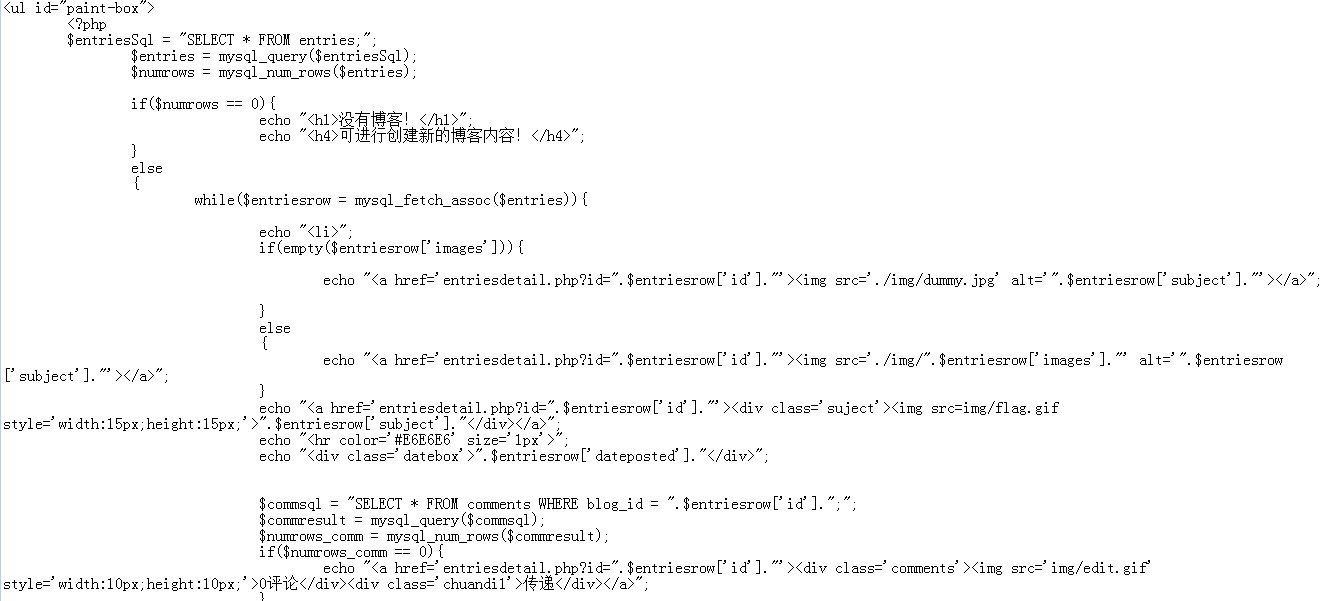 <ul id="paint-box">
<?php
$entriesSql = "SELECT * FROM entries;";
$entries = mysql_query($entriesSql);
$numrows = mysql_num_rows($entries);
if($numrows == 0){
echo "<h1>没有博客! </h1>";
echo "<h4>可进行创建新的博客内容! </h4>";
}
else
{
while($entriesrow = mysql_fetch_assoc($entries)){
echo "<li>";
if(empty($entriesrow['images'])){
echo "<a href='entriesdetail.php?id=".$entriesrow['id']."'><img src='./img/dummy.jpg' alt='".$entriesrow['subject']."'></a>";
}
else
{
echo "<a href='entriesdetail.php?id=".$entriesrow['id']."'><img src='./img/".$entriesrow['images']."' alt='".$entriesrow
['subject']."'></a>";
}
echo "<a href='entriesdetail.php?id=".$entriesrow['id']."'><div class='suject'><img src=img/flag.gif
style='width:15px;height:15px;'>".$entriesrow['subject']."</div></a>";
echo "<hr color='#E6E6E6' size='1px'>";
echo "<div class='datebox'>".$entriesrow['dateposted']."</div>";
$commsql = "SELECT * FROM comments WHERE blog_id = ".$entriesrow['id'].";";
$commresult = mysql_query($commsql);
$numrows_comm = mysql_num_rows($commresult);
if($numrows_comm == 0){
echo "<a href='entriesdetail.php?id=".$entriesrow['id']."'><div class='comments'><img src='img/edit.gif'
style='width:10px;height:10px;'>0评论</div><div class='chuandi1'>传递</div></a>";
}